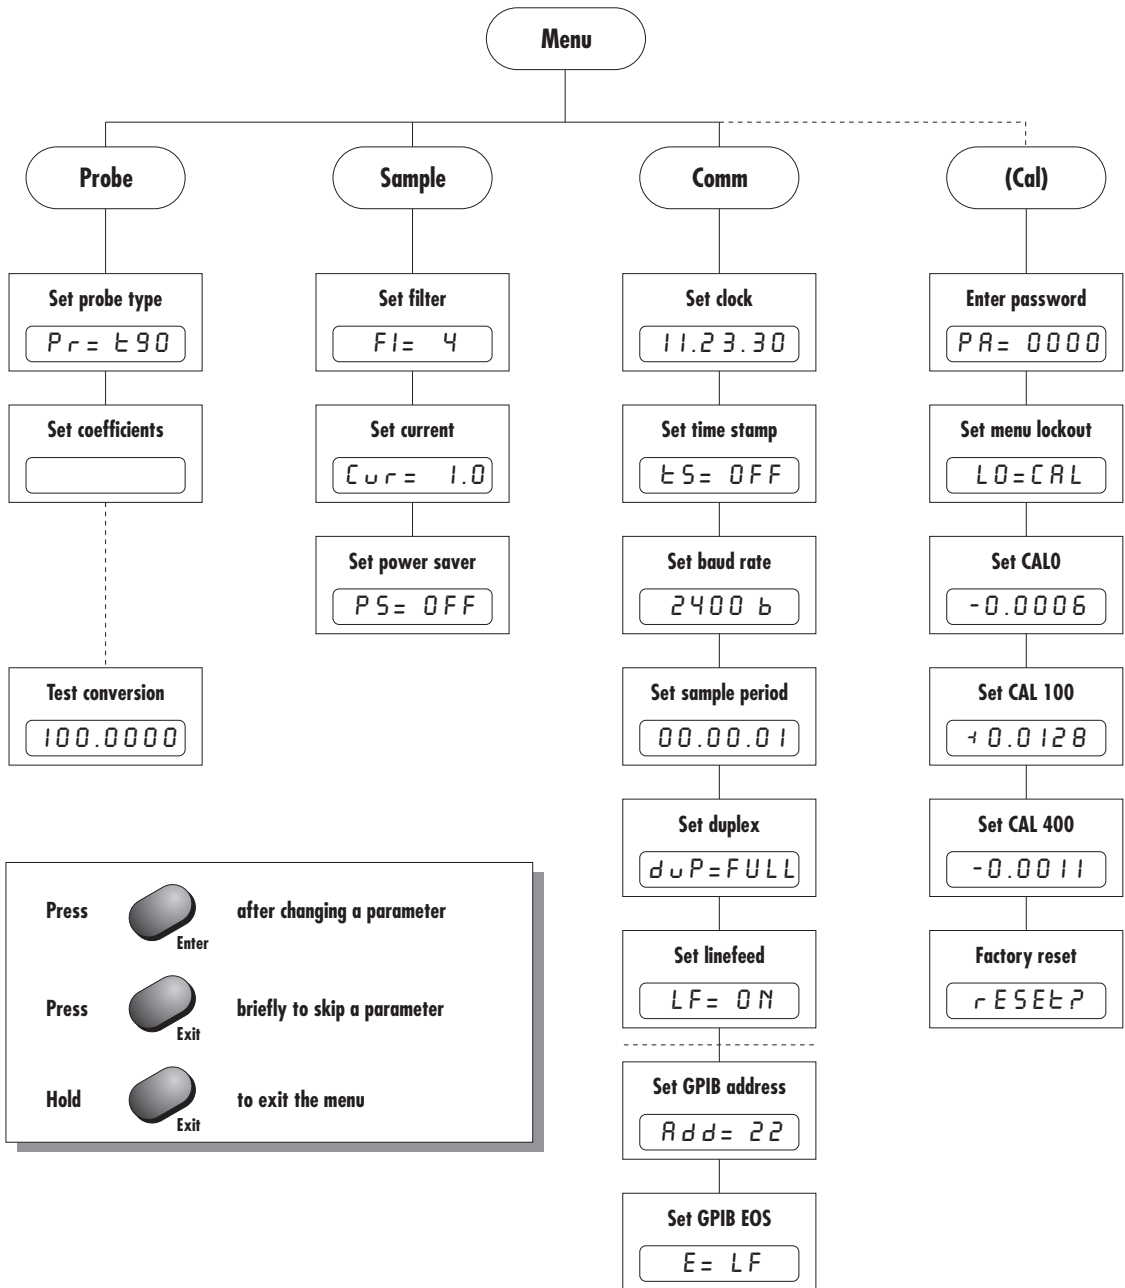 Menu
Probe
Sample
Comm
(Cal)
Set probe type
Pr= t90
Set coefficients
Test conversion
100.0000
Set filter
FI= 4
Set current
Cur= 1.0
Set power saver
PS= OFF
Set clock
11.23.30
Set time stamp
tS= OFF
Set baud rate
2400 b
Set sample period
00.00.01
Set duplex
duP=FULL
Set linefeed
LF= ON
Set GPIB address
Add= 22
Set GPIB EOS
E= LF
Enter password
PA= 0000
Set menu lockout
LO=CAL
Set CAL0
-0.0006
Set CAL 100
+0.0128
Set CAL 400
-0.0011
Factory reset
rESEt?
Press Enter after changing a parameter
Press Exit briefly to skip a parameter
Hold Exit to exit the menu